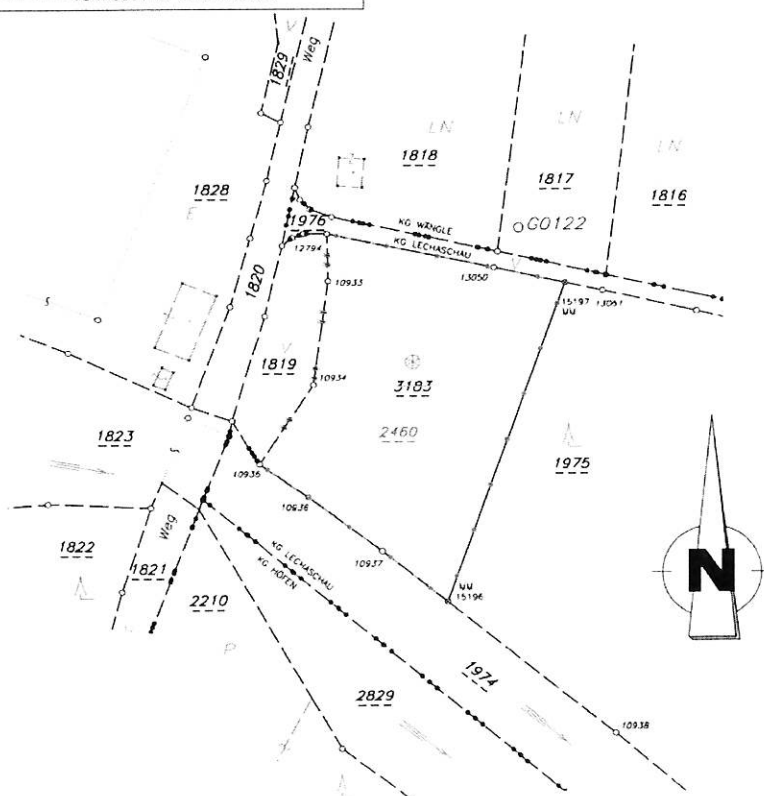 V
Weg
1829
LN
1818
LN
1817
LN
1816
1828
E
1976
KG WÄNGLE
KG LECHASCHAU
GO122
12794
13050
V
10933
15197
MM
13051
1820
S
V
1819
10934
3183
2460
1975
1823
S
10935
10936
10937
N
Weg
1822
1821
KG LECHASCHAU
KG HÖFEN
2210
MM
15196
P
1974
2829
10938